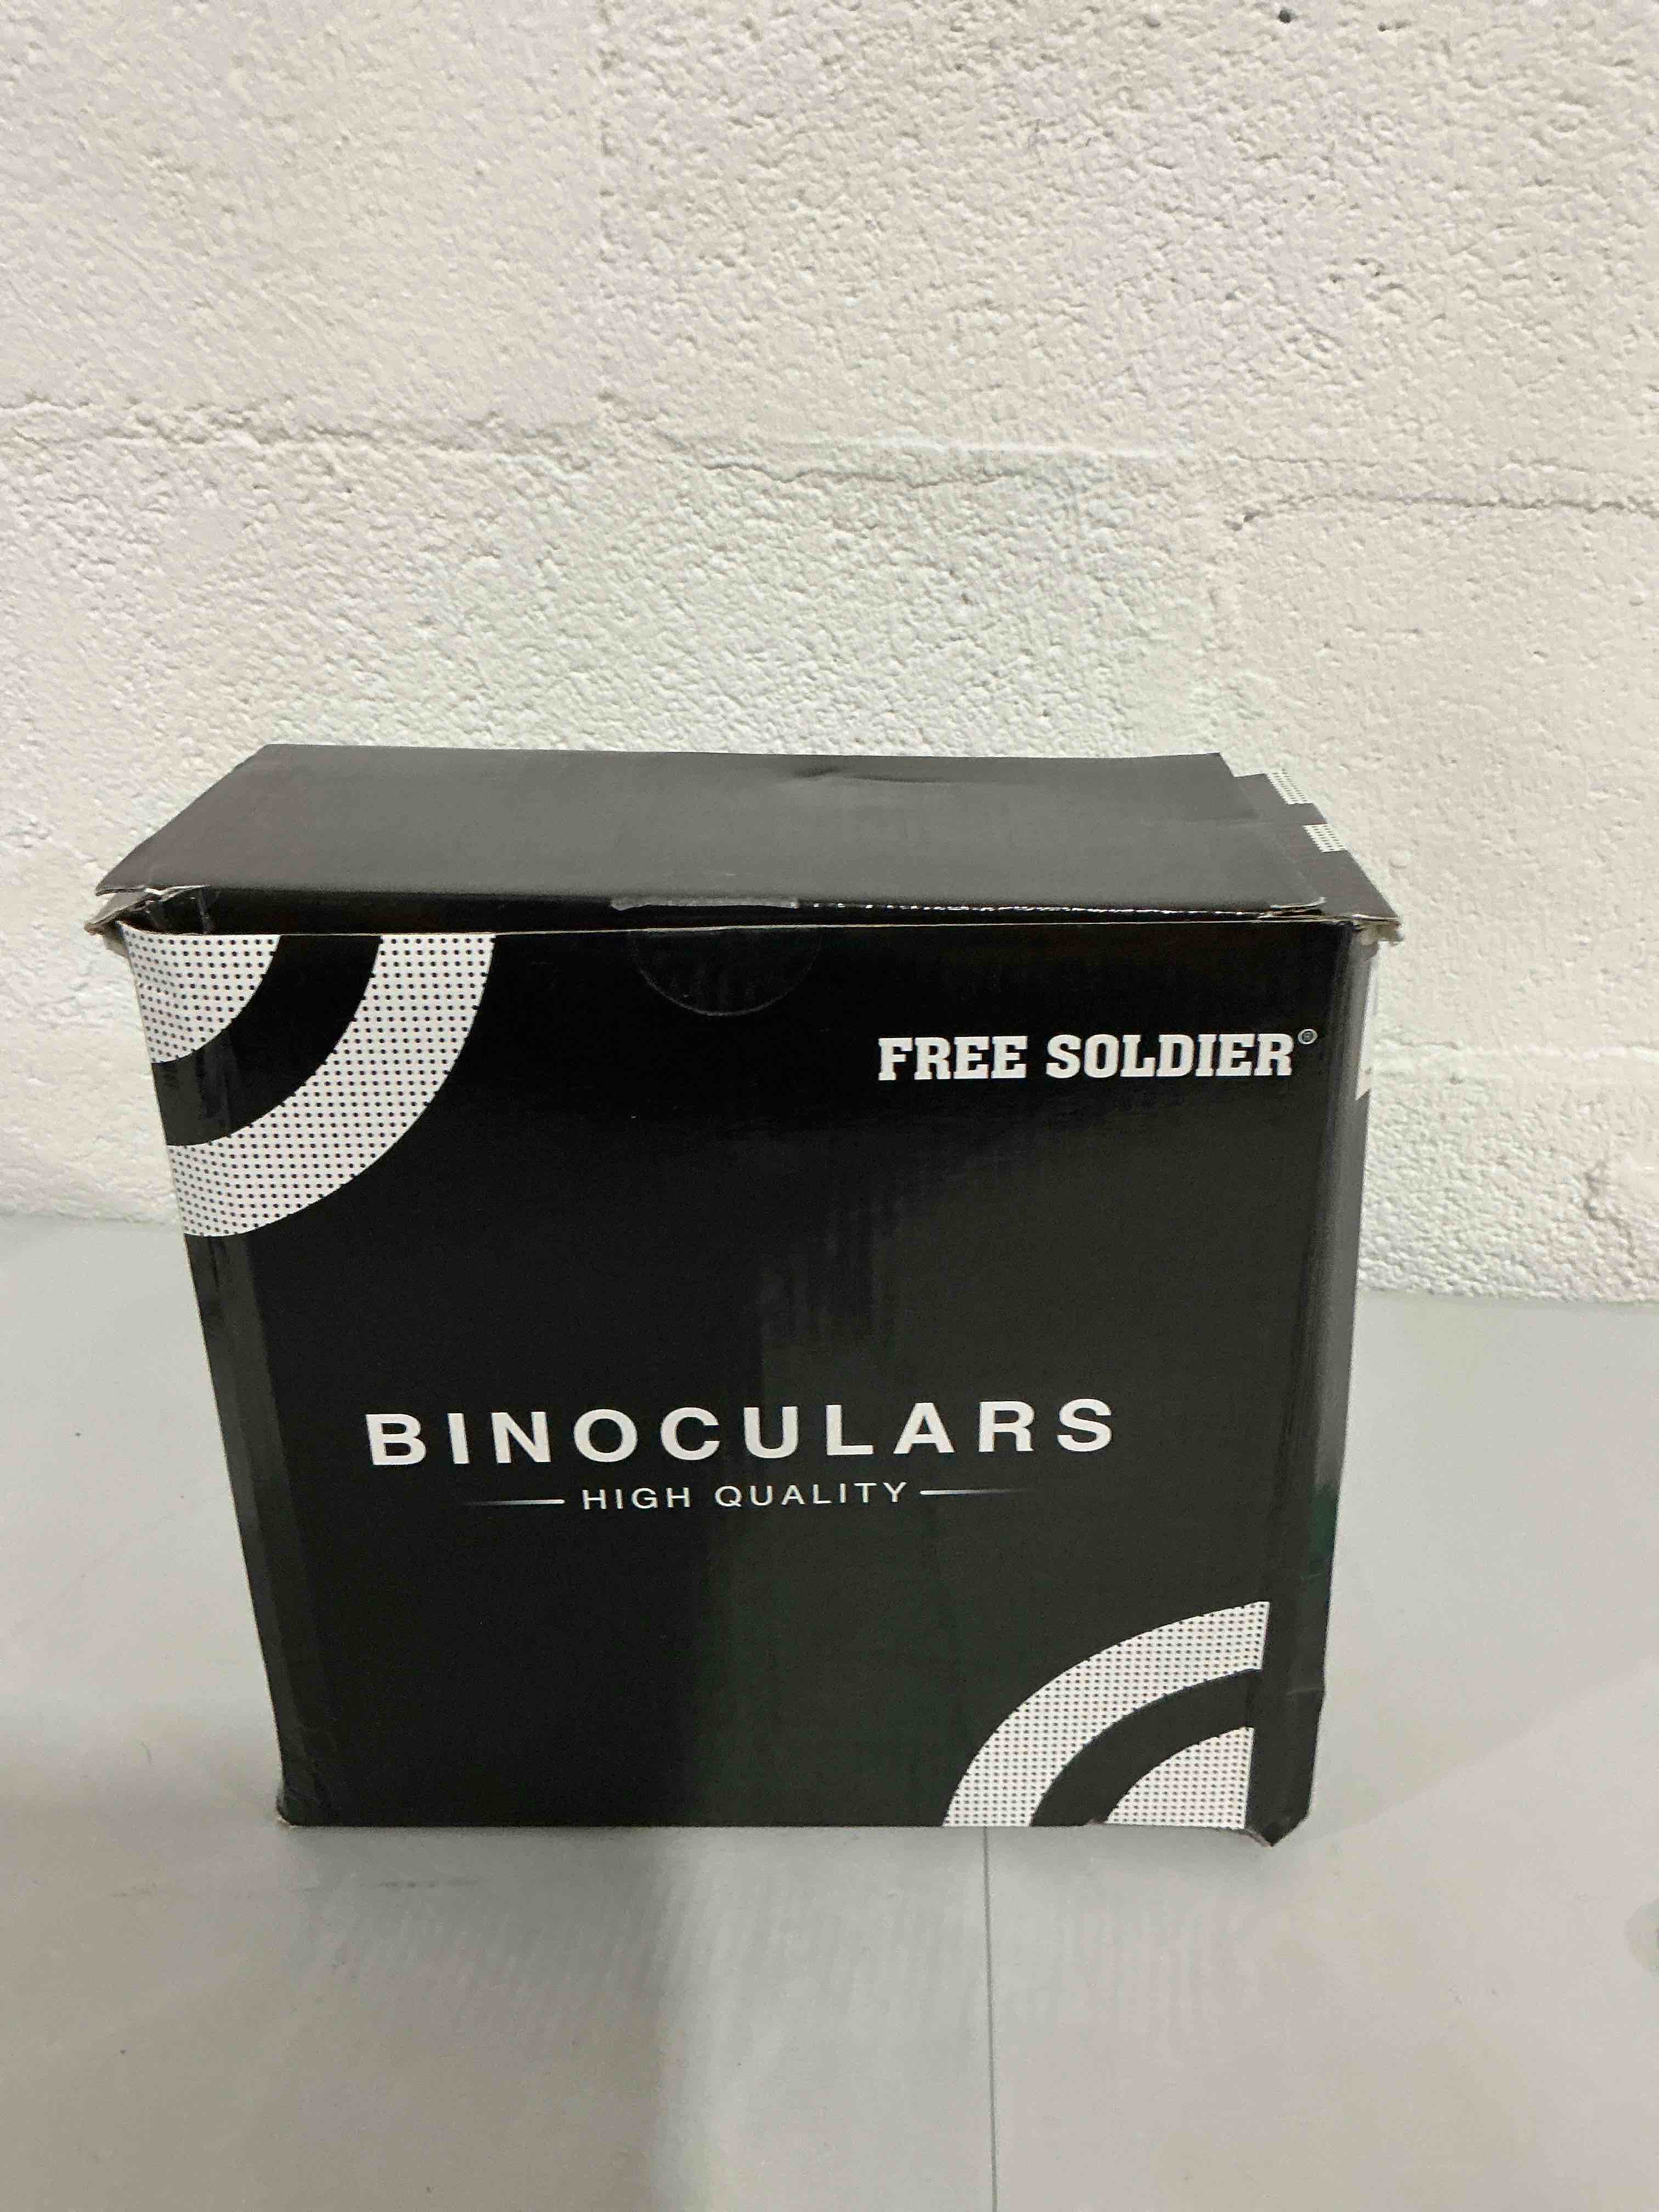 FREE SOLDIER®
BINOCULARS
HIGH QUALITY